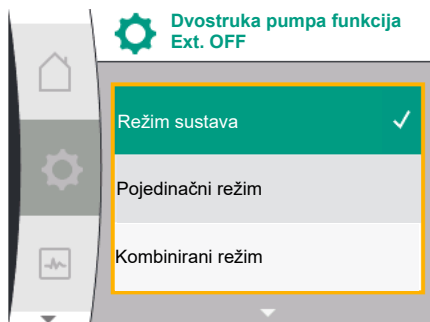 Dvostruka pumpa funkcija
Ext. OFF
Režim sustava
Pojedinačni režim
Kombinirani režim